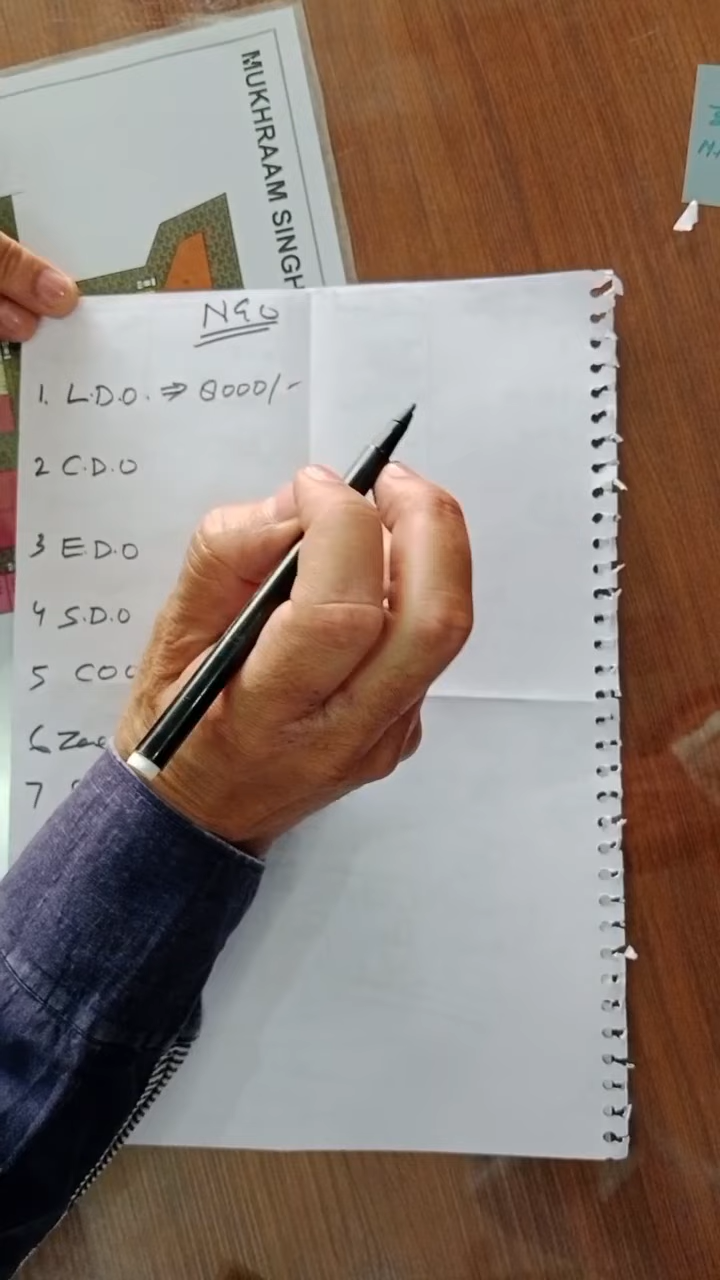 MUKHRAAM SINGH
NGO
1. L.D.O. ⇒ 8000/-
2 C.D.O
3 E.D.O
4 S.D.O
5
6
7